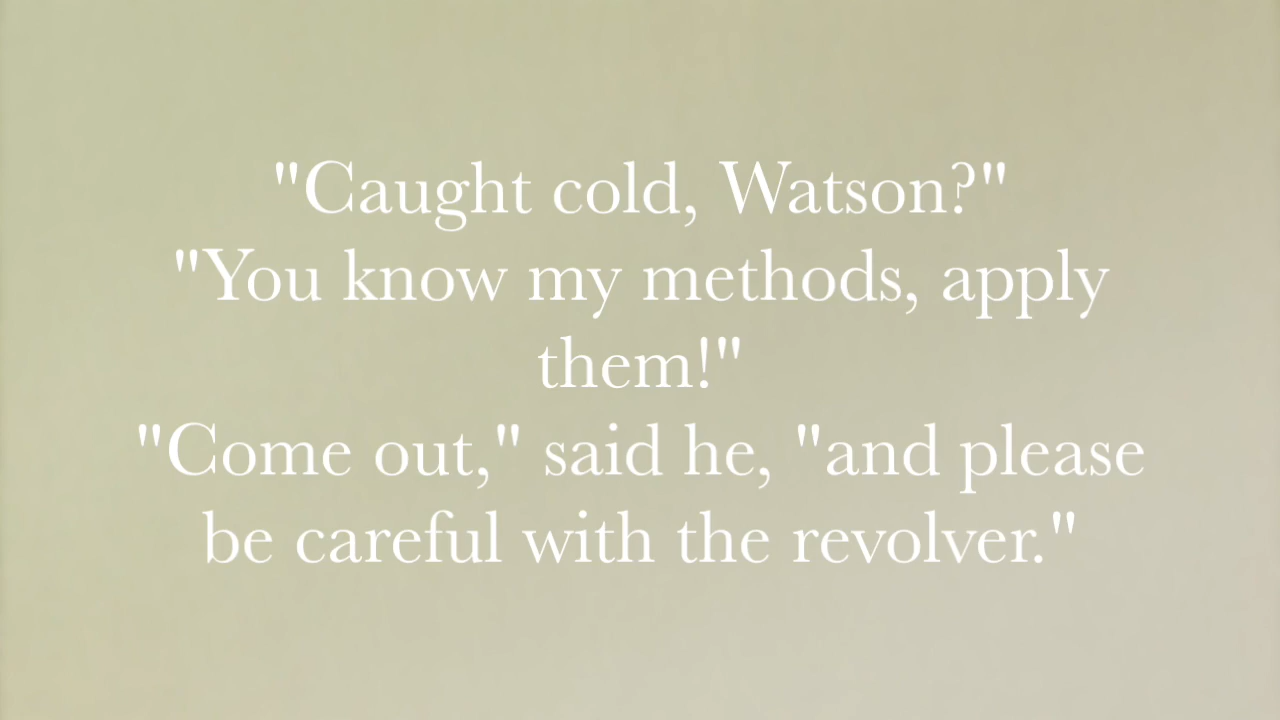 "Caught cold, Watson?"
"You know my methods, apply
them!"
"Come out," said he, "and please
be careful with the revolver."